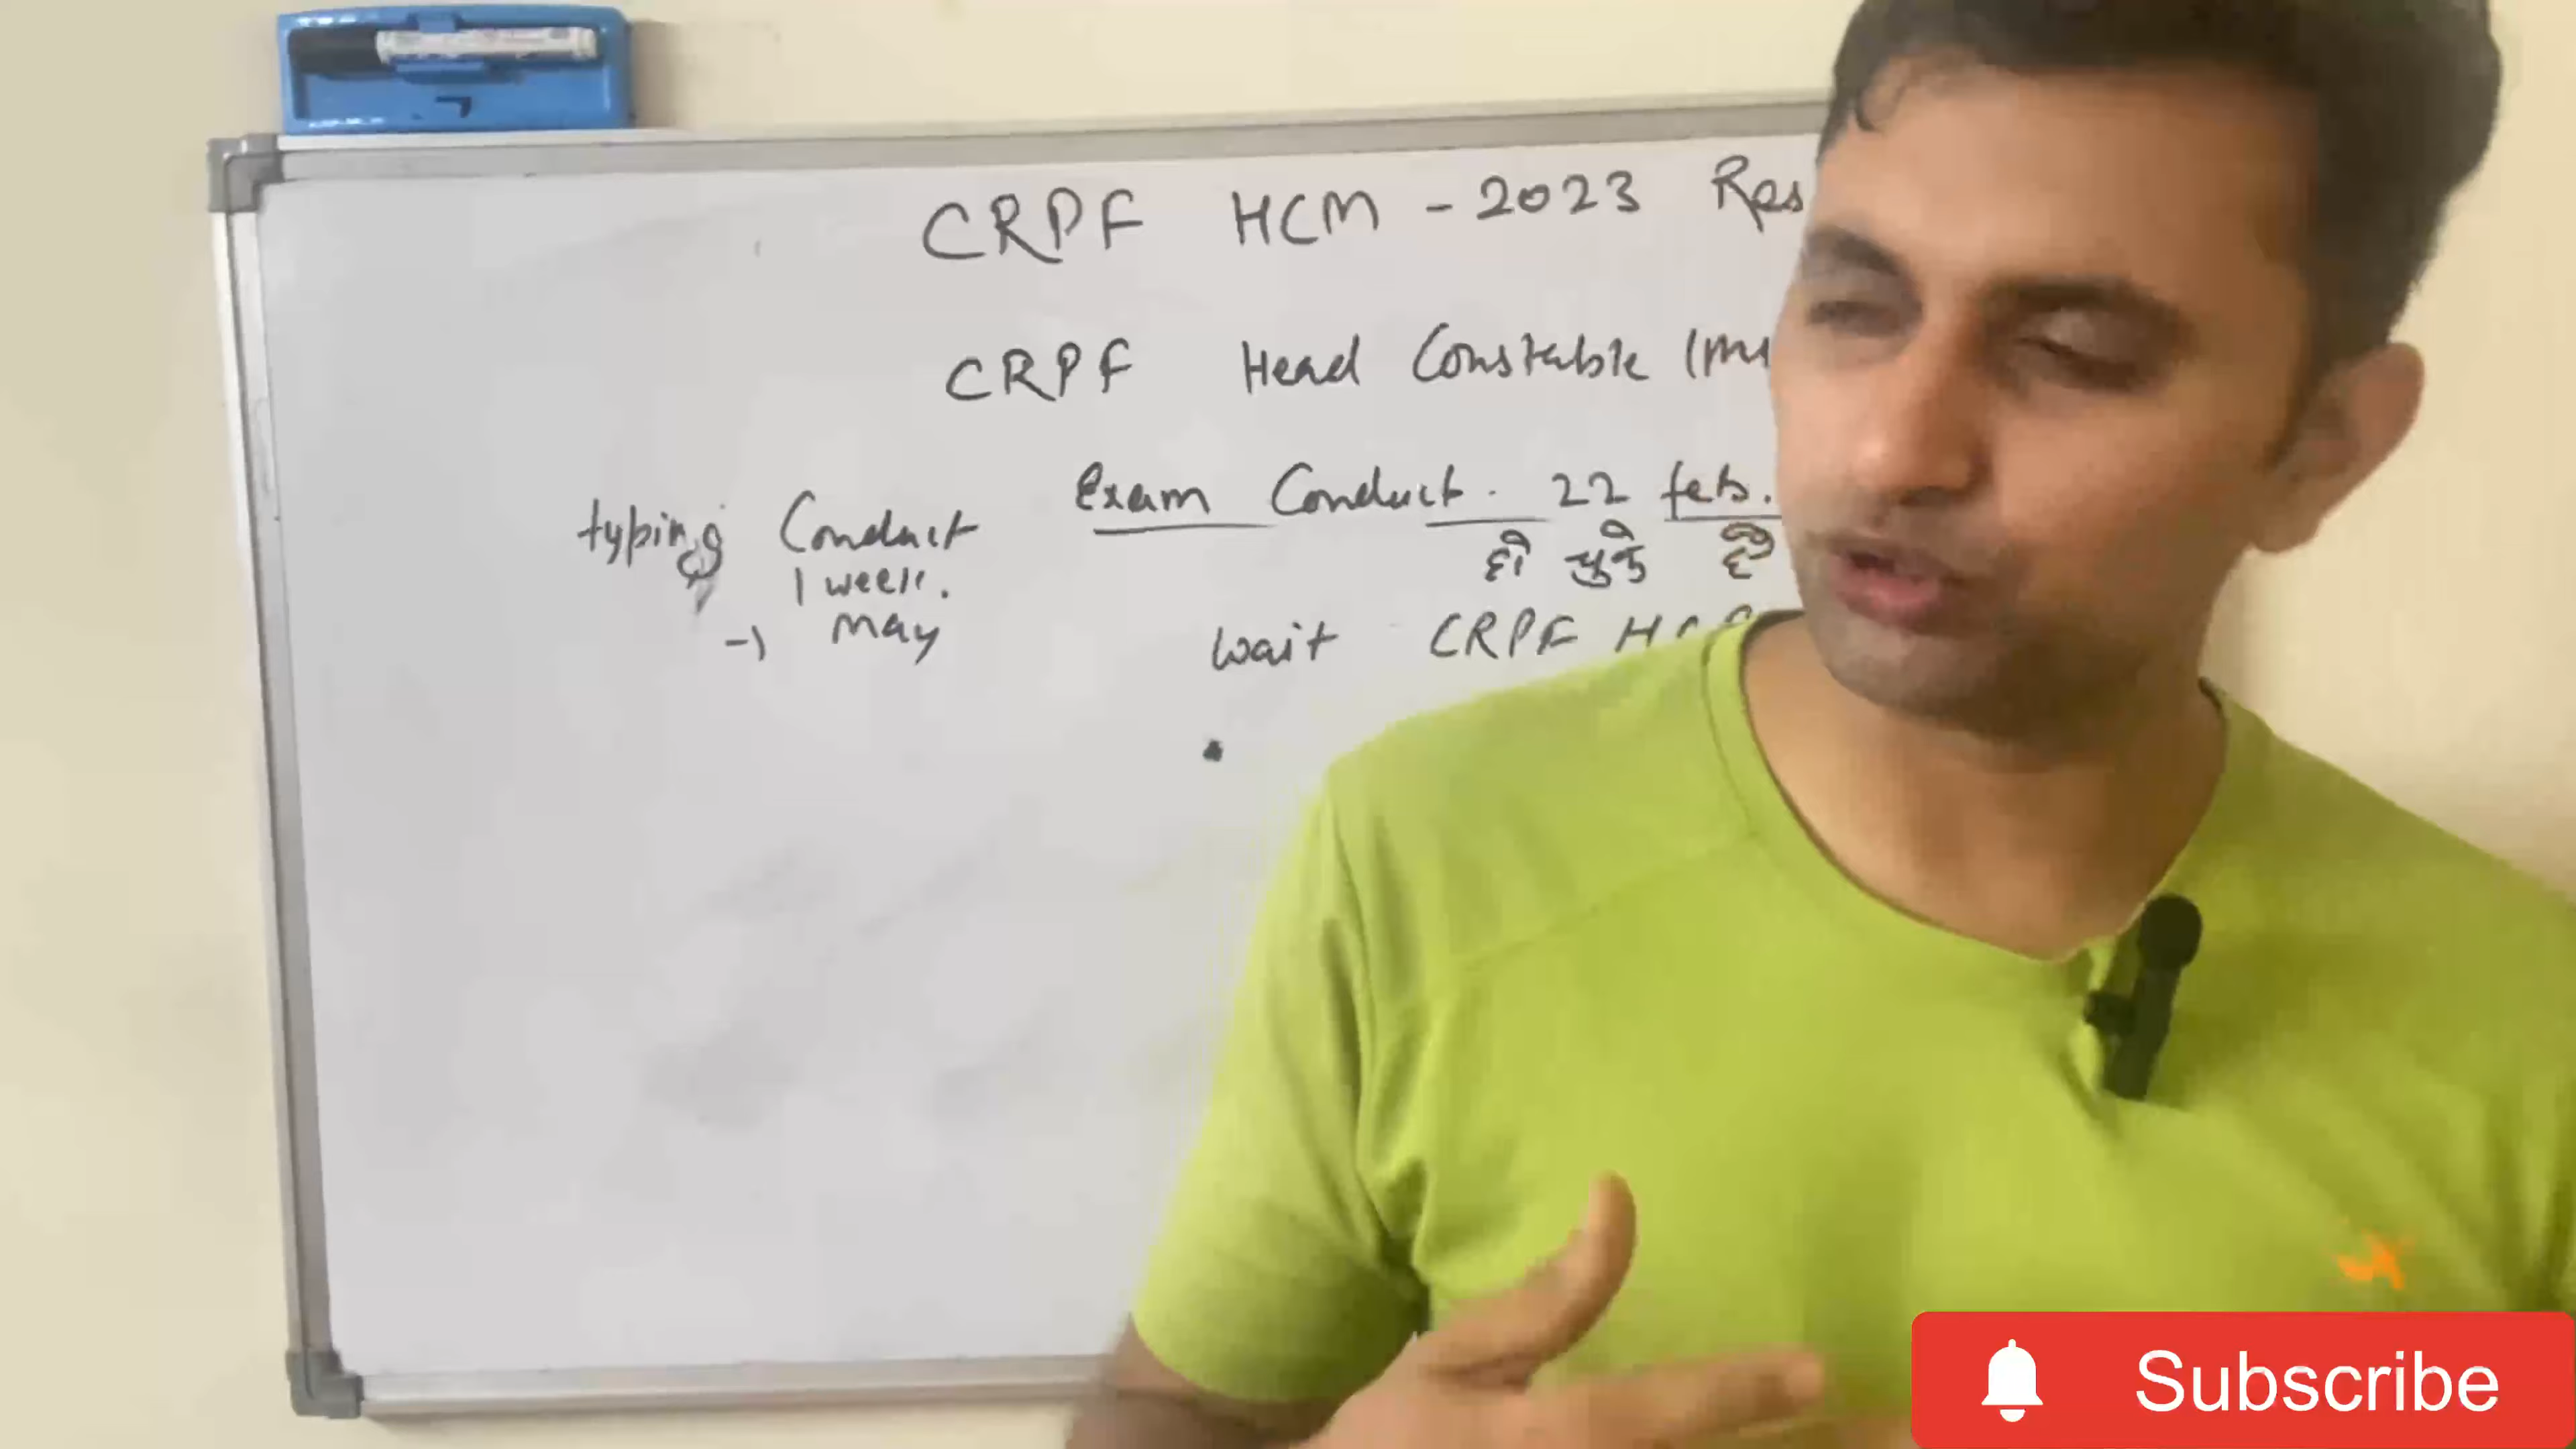 CRPF HCM - 2023 Res
CRPF Head Constable
Exam Conduct. 22 feb.
हो चुके है
typing Conduct
1 week.
→ may
wait CRPF
Subscribe